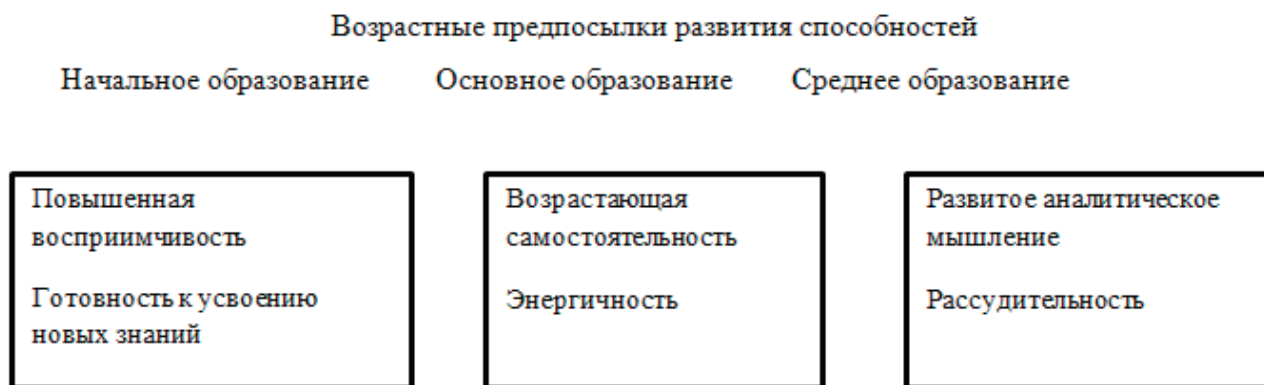 Возрастные предпосылки развития способностей
Начальное образование Основное образование Среднее образование
Повышенная
восприимчивость
Готовность к усвоению
новых знаний
Возрастающая
самостоятельность
Энергичность
Развитое аналитическое
мышление
Рассудительность